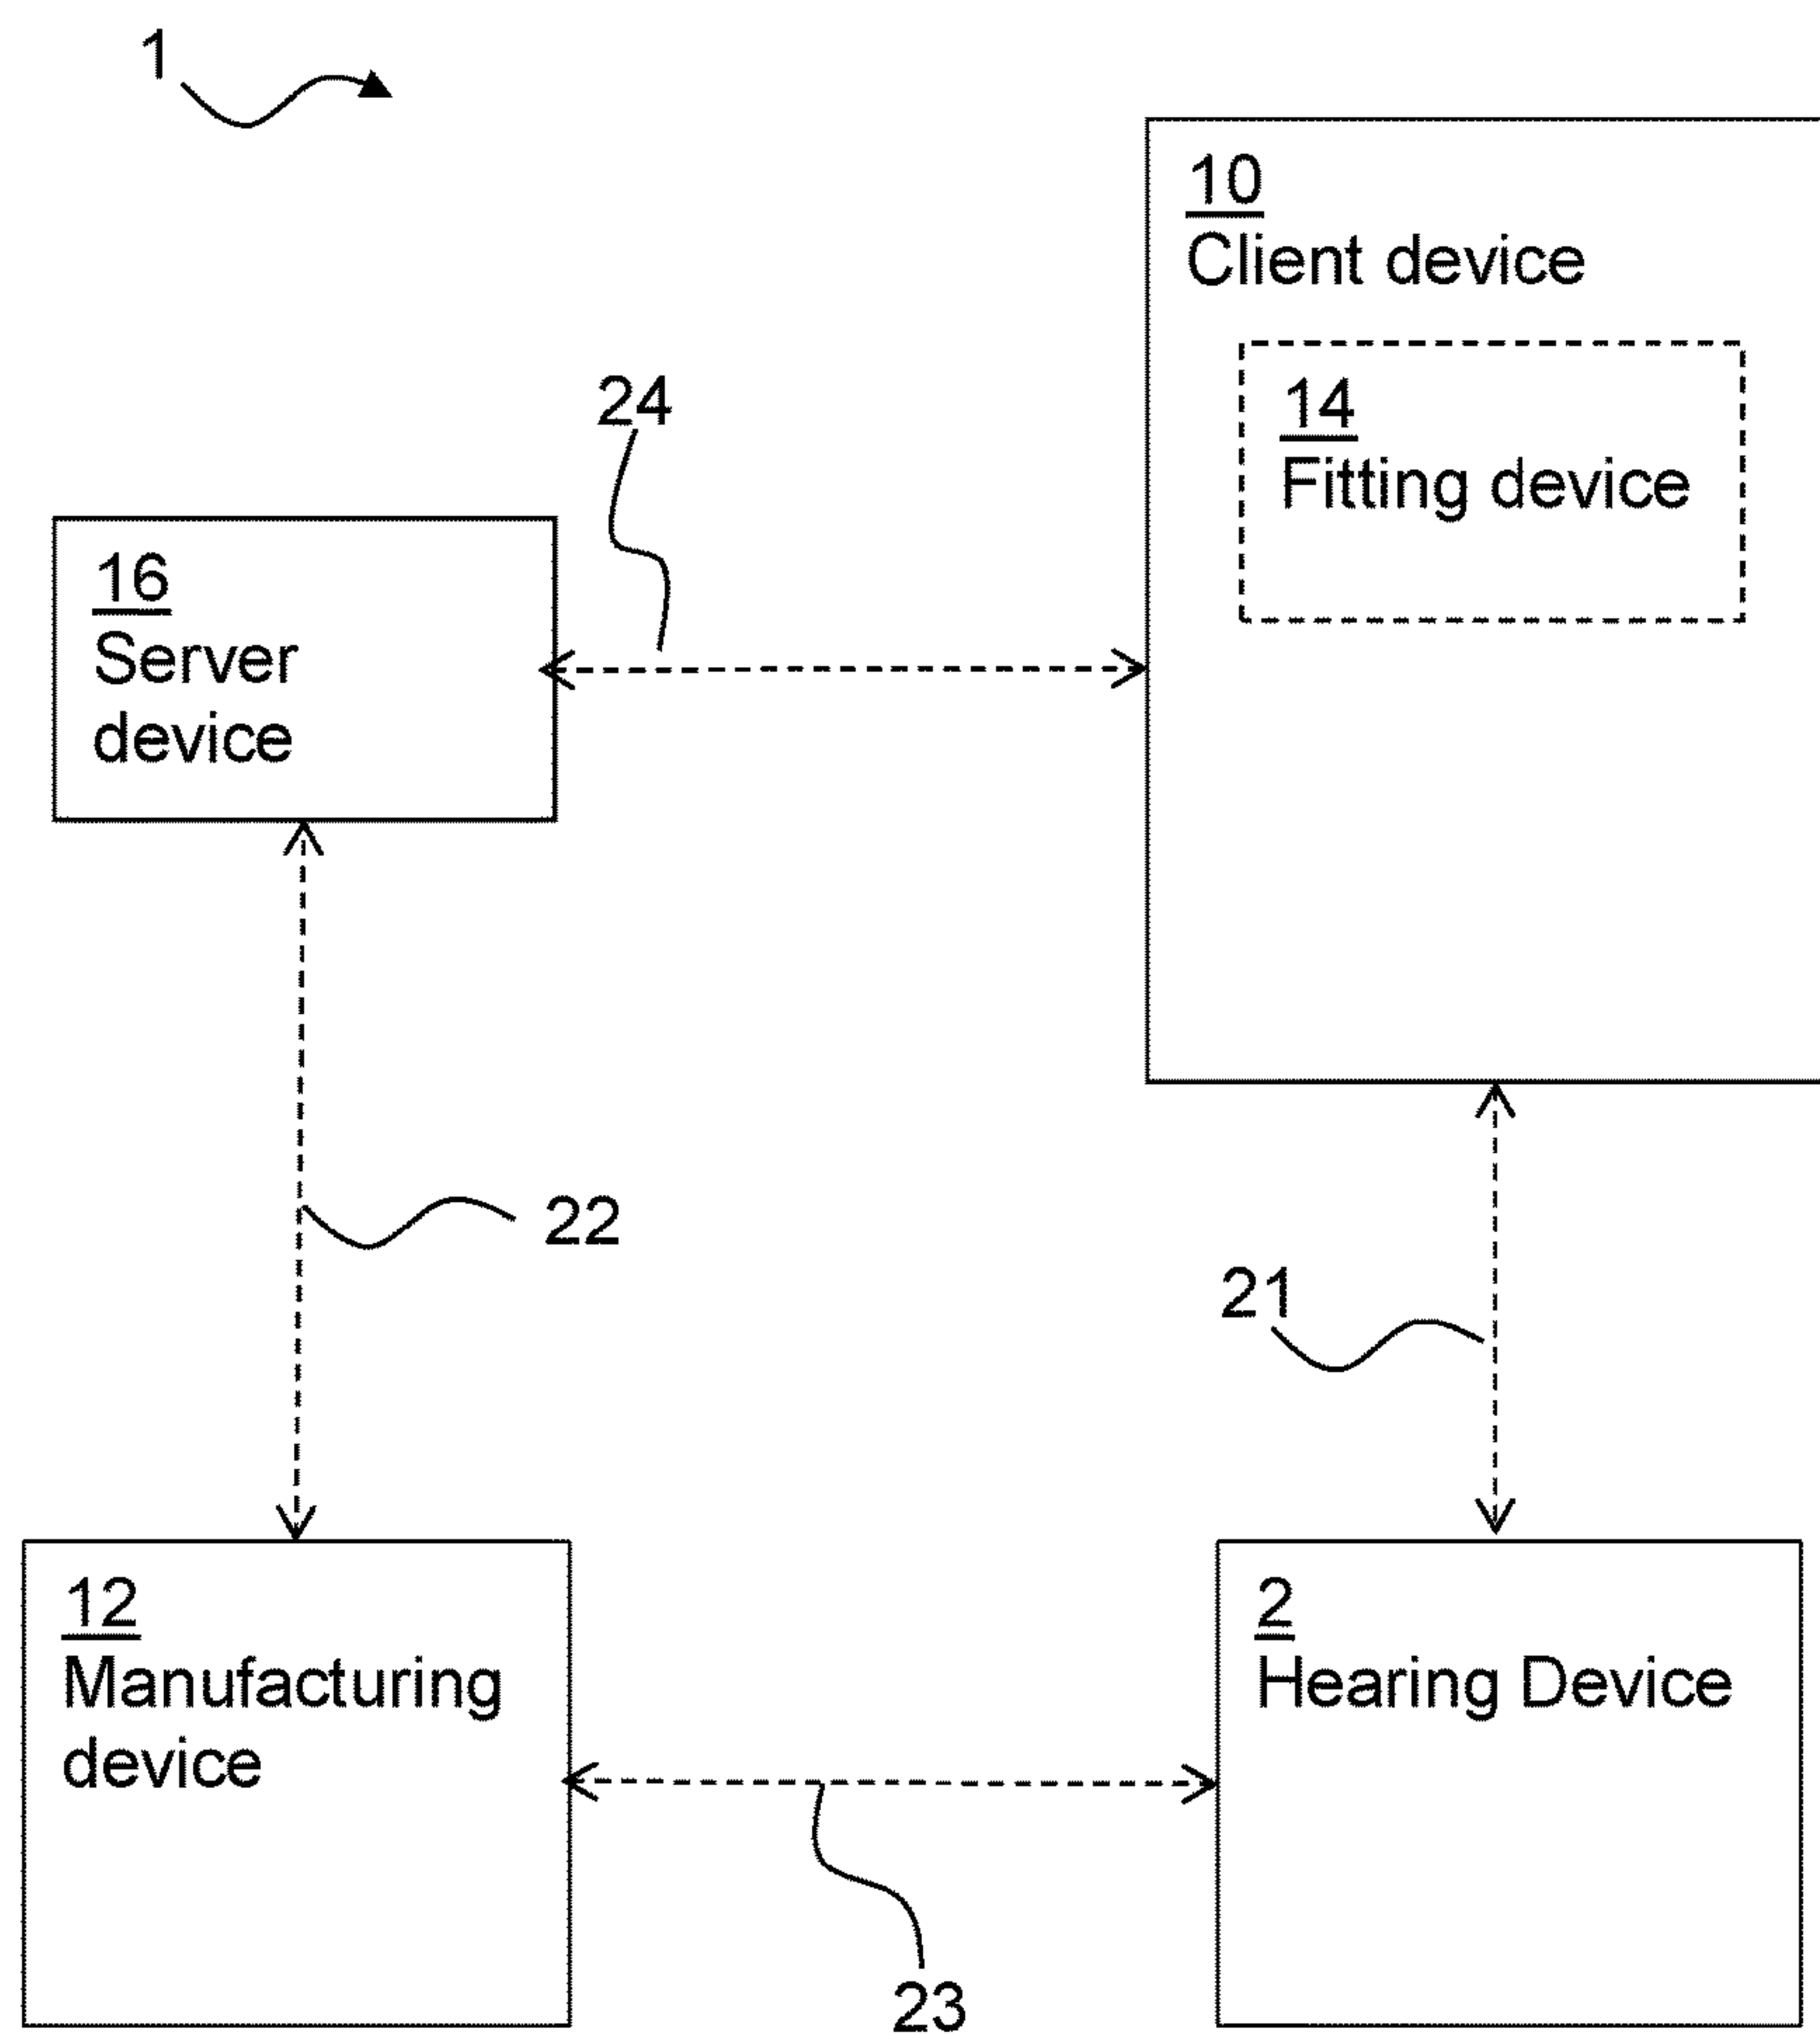 1
10
Client device
14
Fitting device
24
16
Server
device
22
21
12
Manufacturing
device
2
Hearing Device
23